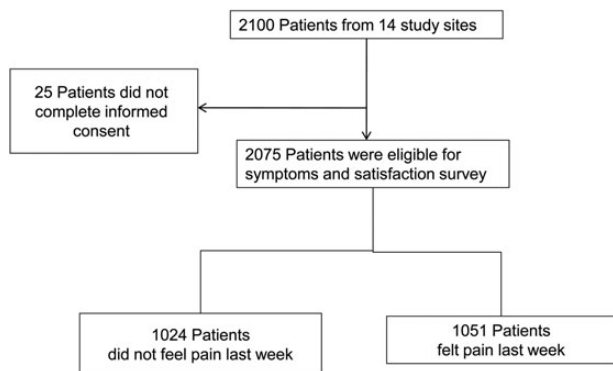 2100 Patients from 14 study sites
25 Patients did not
complete informed
consent
2075 Patients were eligible for
symptoms and satisfaction survey
1024 Patients
did not feel pain last week
1051 Patients
felt pain last week